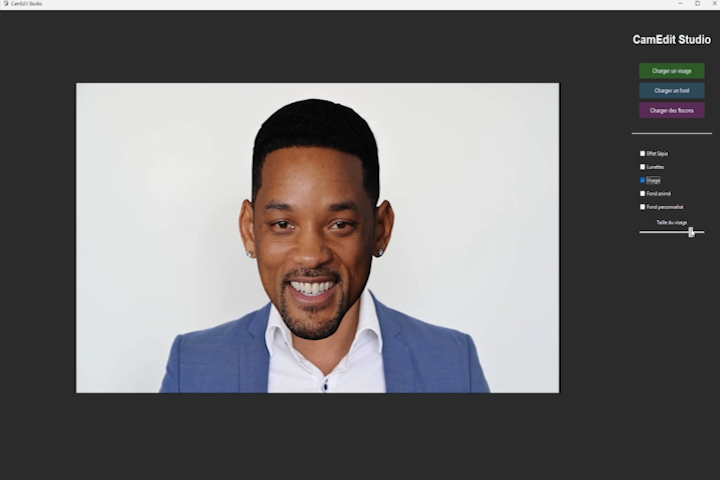 CamEdit Studio
CamEdit Studio
Charger un visage
Charger un fond
Charger des flocons
Effet Sépia
Lunettes
Visage
Fond animé
Fond personnalisé
Taille du visage